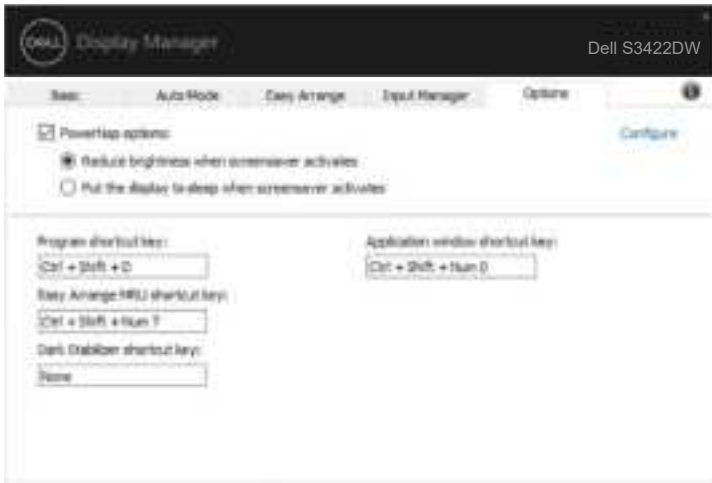 DELL Display Manager
Dell S3422DW
Basic Auto Mode Easy Arrange Input Manager Options
PowerNap options: Configure
Reduce brightness when screensaver activates
Put the display to sleep when screensaver activates
Program shortcut key: Application window shortcut key:
Ctrl + Shift + D Ctrl + Shift + Num 0
Easy Arrange MRU shortcut key:
Ctrl + Shift + Num 7
Dark Stabilizer shortcut key:
None